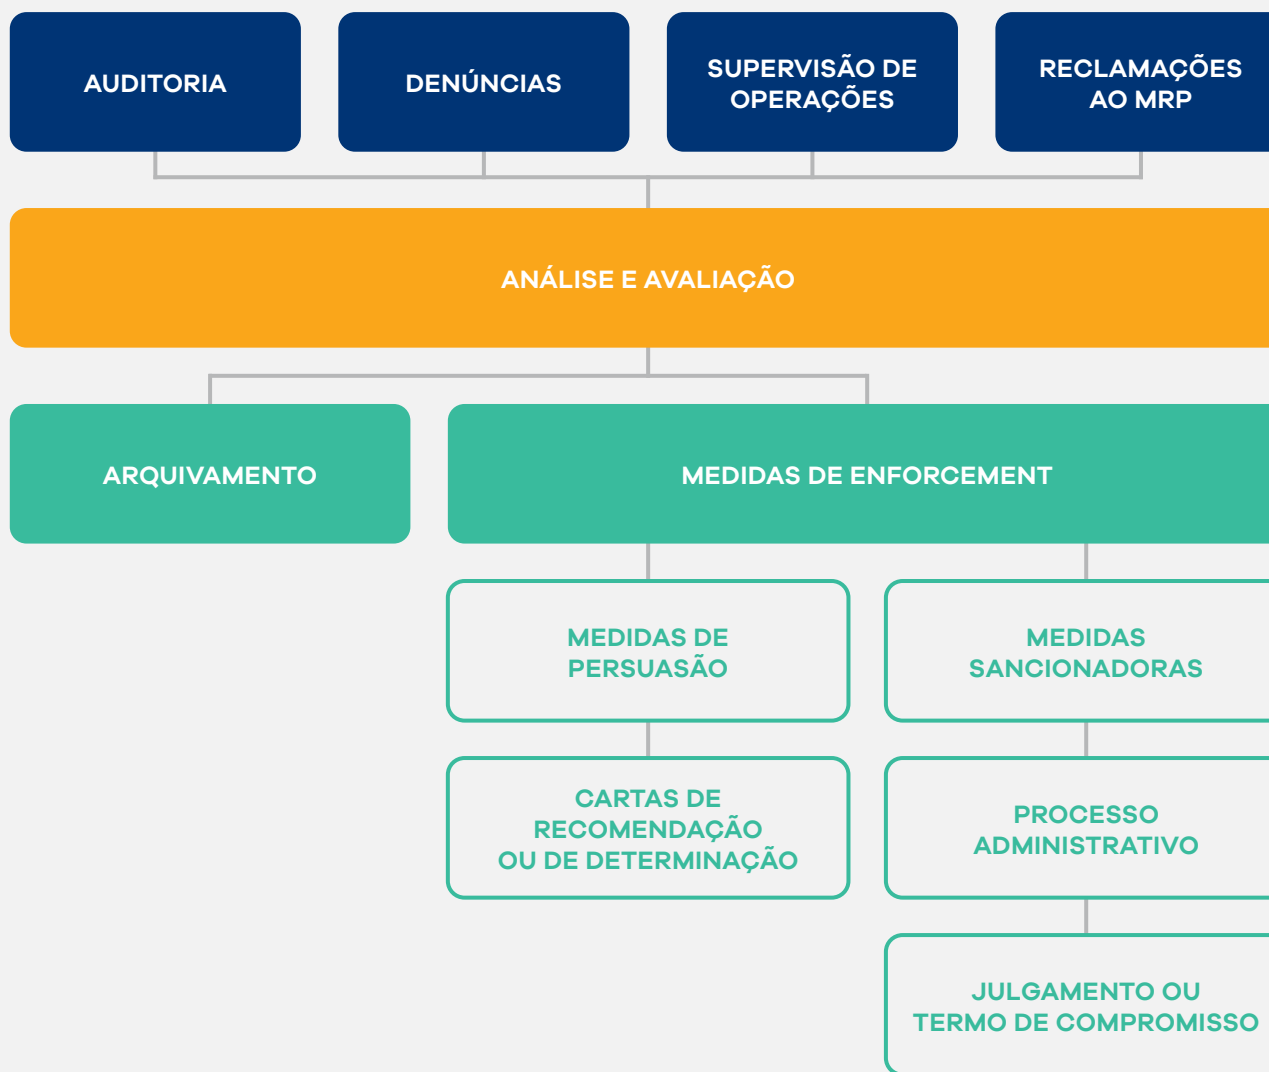 AUDITORIA
DENÚNCIAS
SUPERVISÃO DE
OPERAÇÕES
RECLAMAÇÕES
AO MRP
ANÁLISE E AVALIAÇÃO
ARQUIVAMENTO
MEDIDAS DE ENFORCEMENT
MEDIDAS DE
PERSUASÃO
MEDIDAS
SANCIONADORAS
CARTAS DE
RECOMENDAÇÃO
OU DE DETERMINAÇÃO
PROCESSO
ADMINISTRATIVO
JULGAMENTO OU
TERMO DE COMPROMISSO